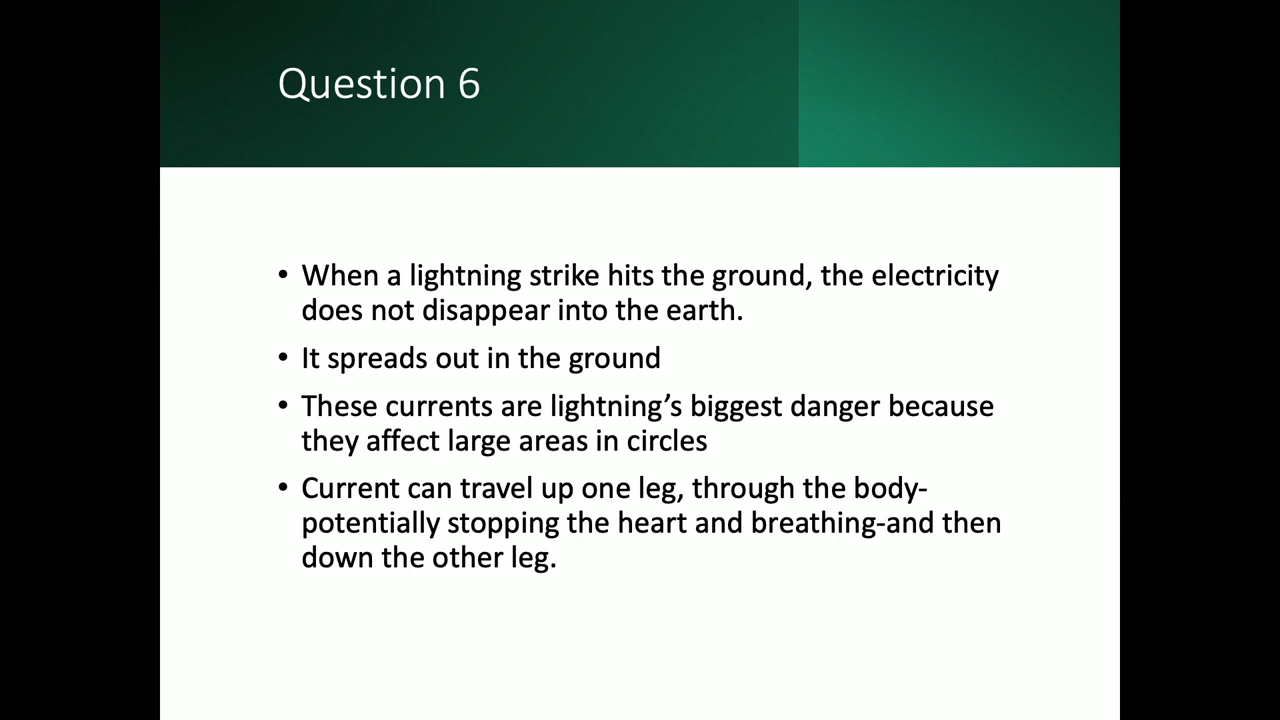 Question 6
• When a lightning strike hits the ground, the electricity
does not disappear into the earth.
• It spreads out in the ground
• These currents are lightning’s biggest danger because
they affect large areas in circles
• Current can travel up one leg, through the body-
potentially stopping the heart and breathing-and then
down the other leg.